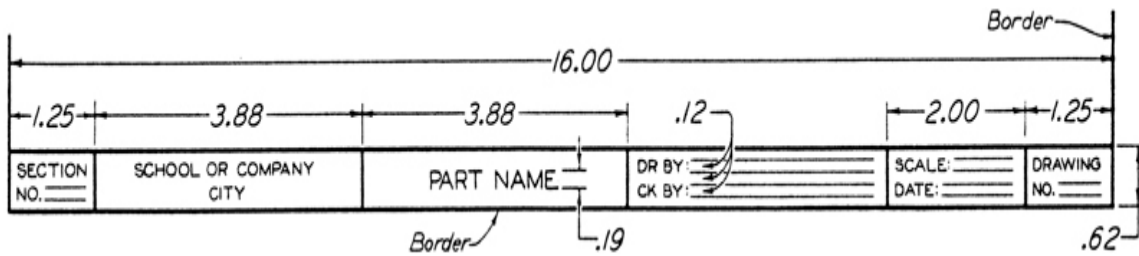 Border
16.00
1.25 3.88 3.88 .12 2.00 1.25
SECTION
NO.
SCHOOL OR COMPANY
CITY
PART NAME
DR BY:
CK BY:
SCALE:
DATE:
DRAWING
NO.
Border
.19
.62